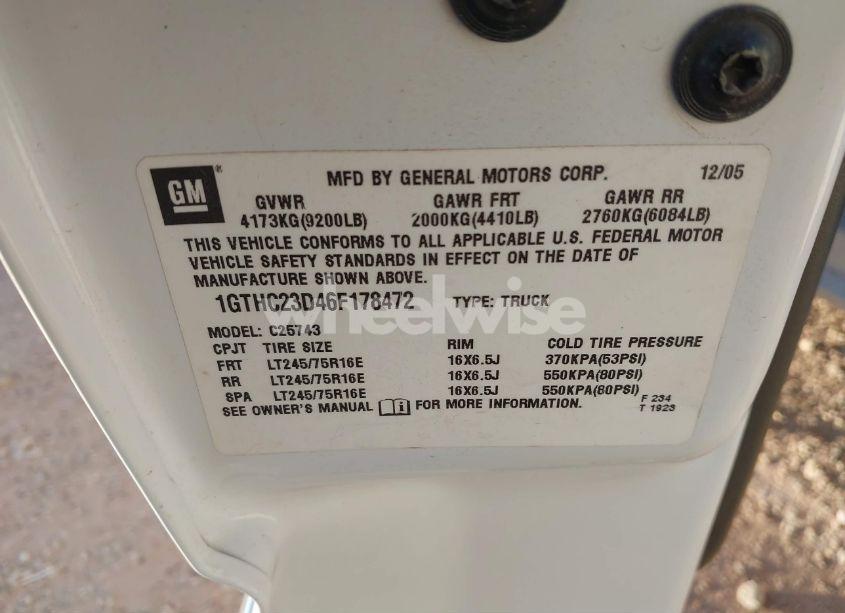 GM
MFD BY GENERAL MOTORS CORP. 12/05
GVWR GAWR FRT GAWR RR
4173KG(9200LB) 2000KG(4410LB) 2760KG(6084LB)
THIS VEHICLE CONFORMS TO ALL APPLICABLE U.S. FEDERAL MOTOR
VEHICLE SAFETY STANDARDS IN EFFECT ON THE DATE OF
MANUFACTURE SHOWN ABOVE.
1GTHC23D46F178472 TYPE: TRUCK
wheelwise
MODEL: C25743
CPJT TIRE SIZE RIM COLD TIRE PRESSURE
FRT LT245/75R16E 16X6.5J 370KPA(53PSI)
RR LT245/75R16E 16X6.5J 550KPA(80PSI)
SPA LT245/75R16E 16X6.5J 550KPA(80PSI)
SEE OWNER'S MANUAL FOR MORE INFORMATION.
F 234
T 1923